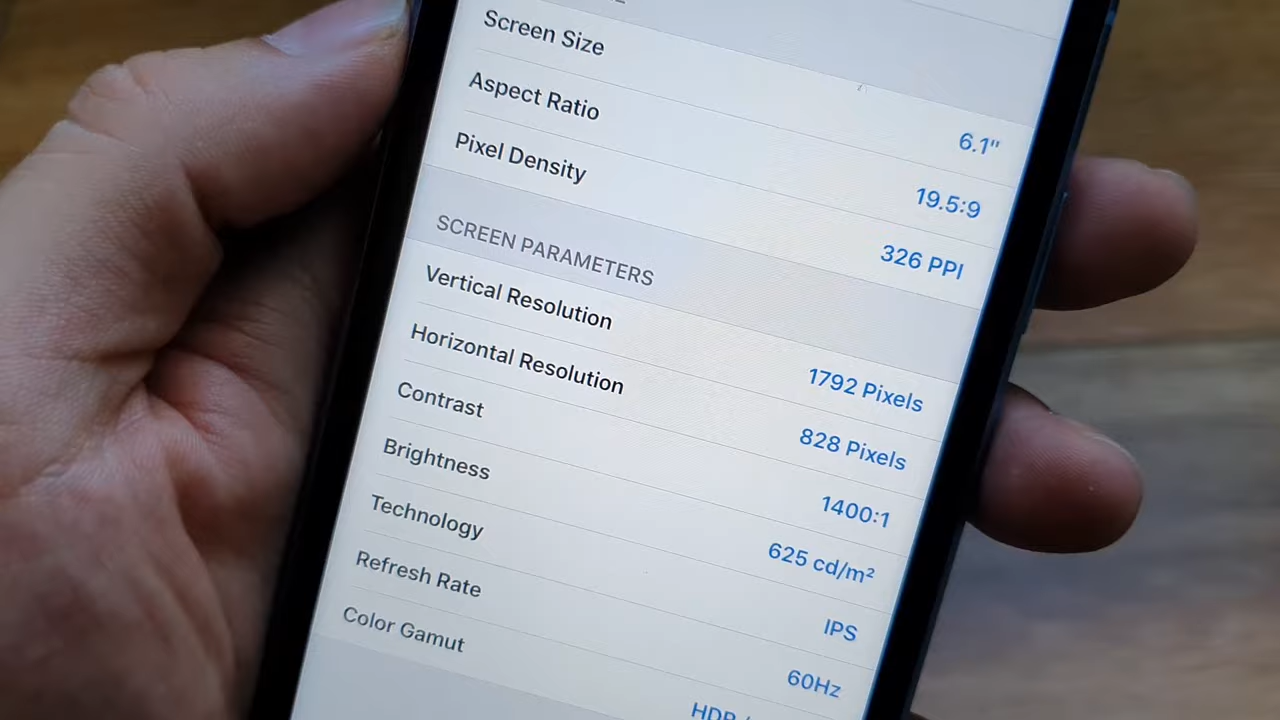 Screen Size 6.1"
Aspect Ratio 19.5:9
Pixel Density 326 PPI
SCREEN PARAMETERS
Vertical Resolution 1792 Pixels
Horizontal Resolution 828 Pixels
Contrast 1400:1
Brightness 625 cd/m²
Technology IPS
Refresh Rate 60Hz
Color Gamut HDR